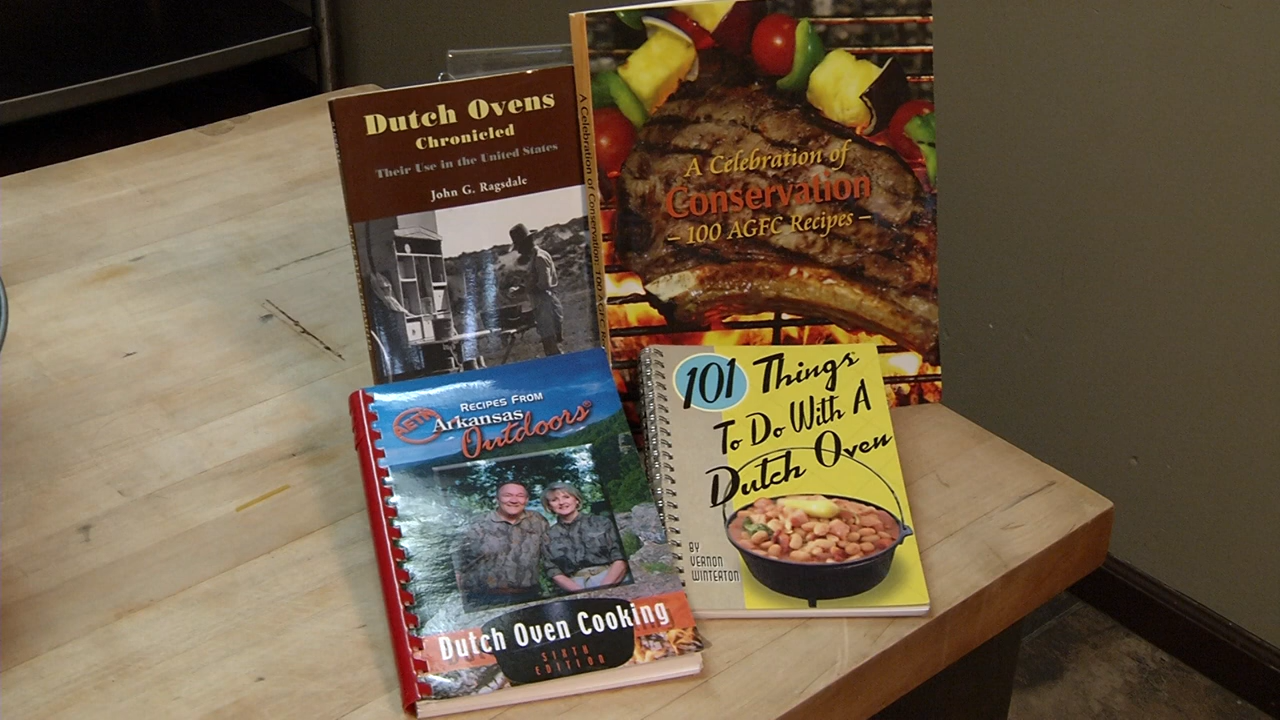 Dutch Ovens
Chronicled
Their Use in the United States
John G. Ragsdale
A Celebration of Conservation: 100 AGFC
A Celebration of
Conservation
– 100 AGFC Recipes –
AETN
RECIPES FROM
Arkansas
Outdoors®
Dutch Oven Cooking
SIXTH
EDITION
101 Things
To Do With A
Dutch Oven
BY
VERNON
WINTERTON